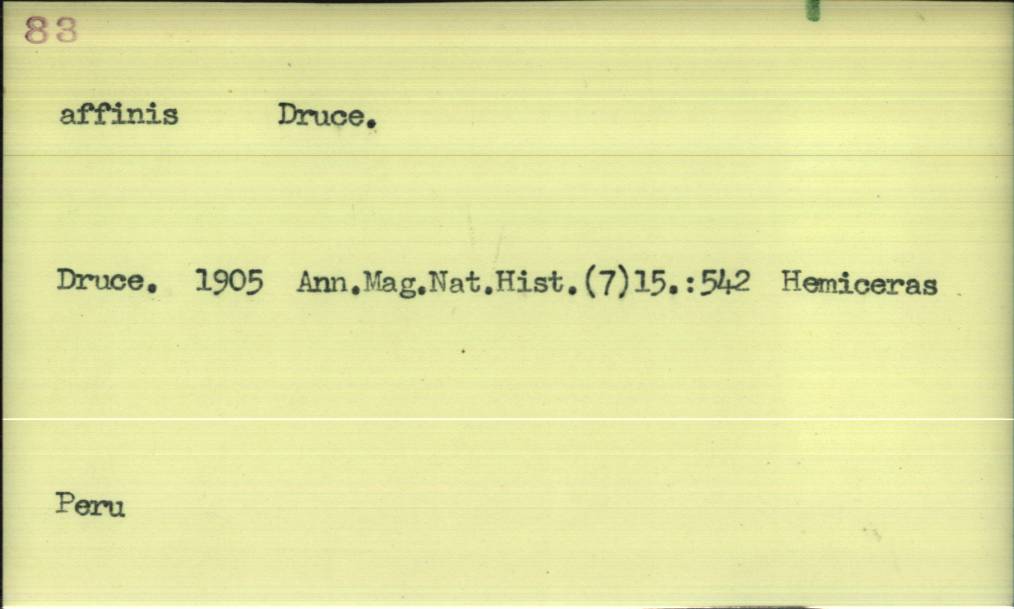 83
affinis Druce.
Druce. 1905 Ann.Mag.Nat.Hist.(7)15.:542 Hemiceras
Peru